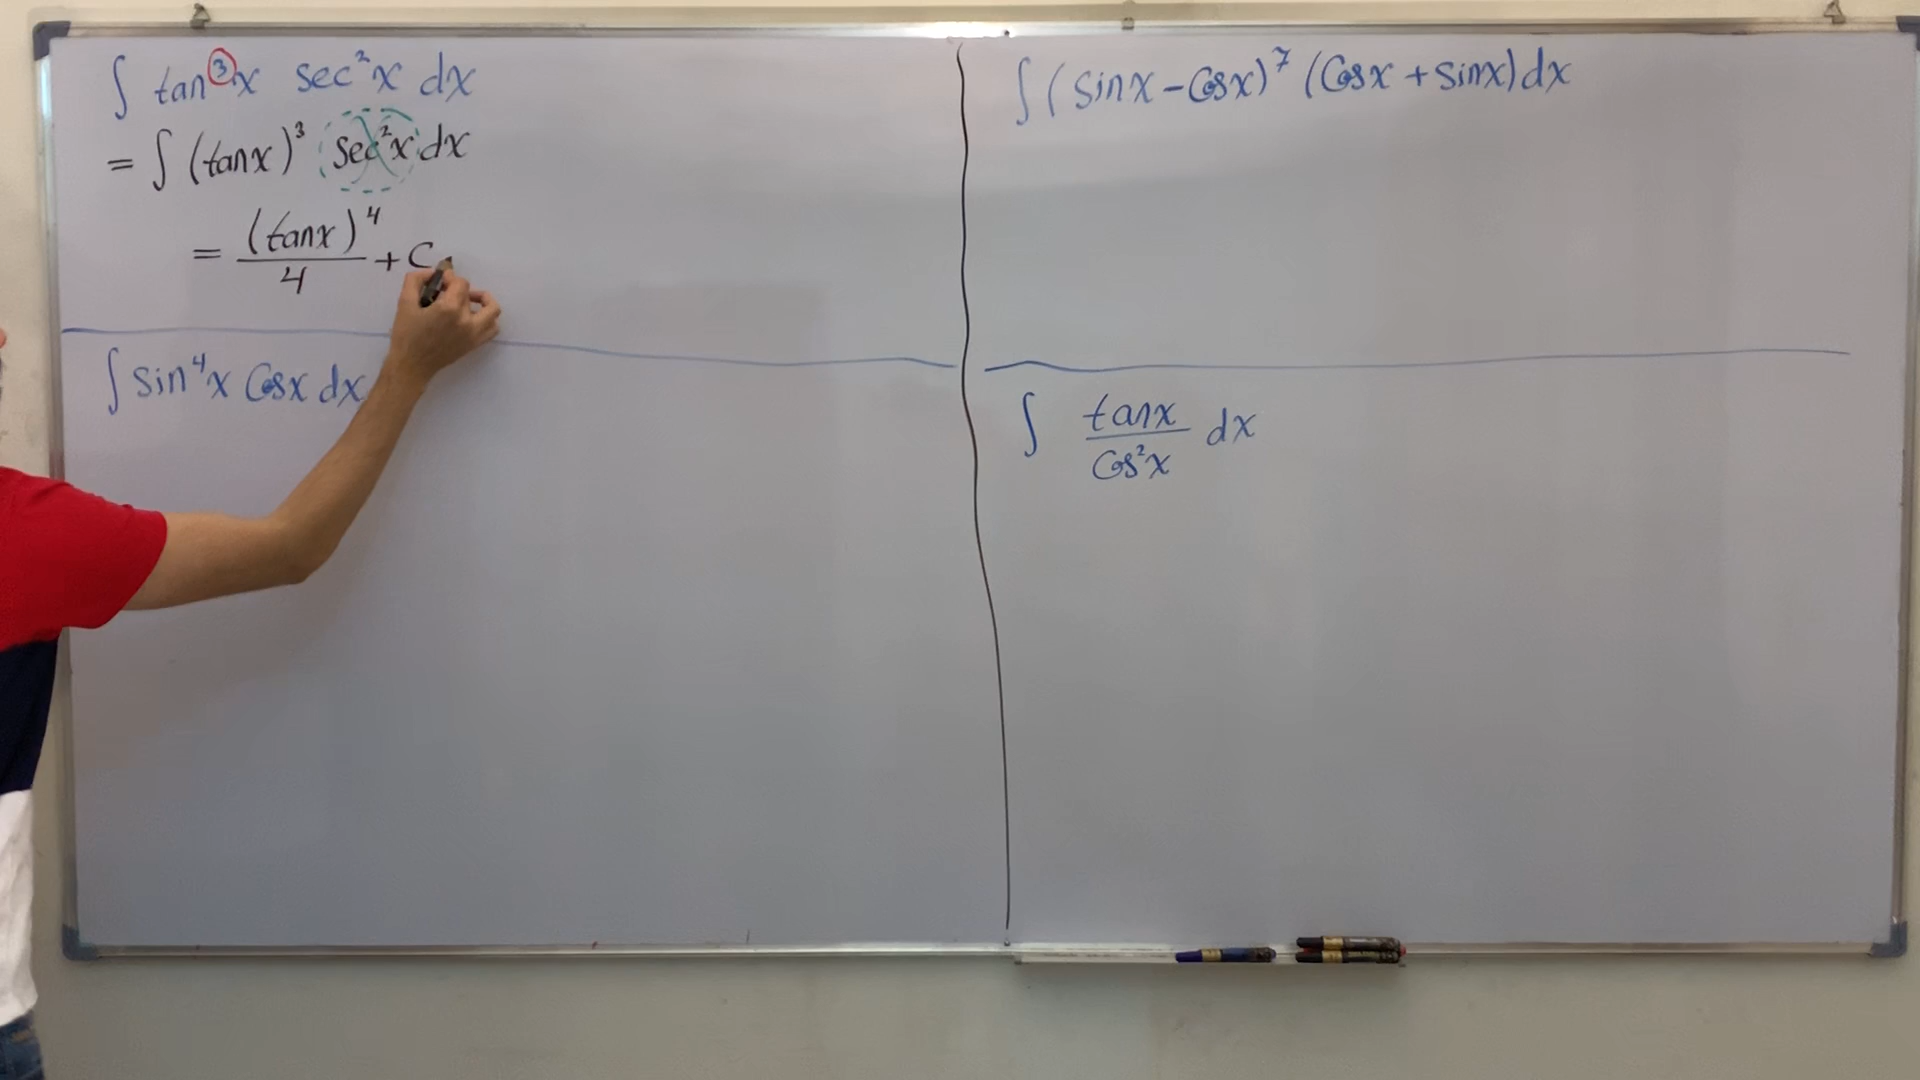 ∫ tan³x sec²x dx
= ∫ (tanx)³ sec²x dx
= (tanx)⁴/4 + C
∫ sin⁴x Cosx dx
∫ (sinx - Cosx)⁷ (Cosx + sinx) dx
∫ tanx/Cos²x dx